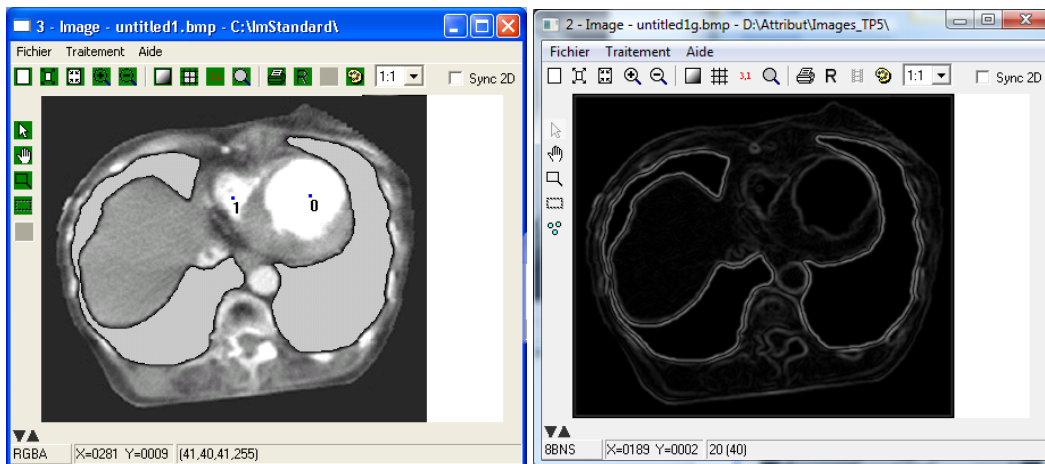 3 - Image - untitled1.bmp - C:\ImStandard\
Fichier Traitement Aide
3,1 R 1:1 Sync 2D
1 0
RGBA X=0281 Y=0009 (41,40,41,255)
2 - Image - untitled1g.bmp - D:\Attribut\Images_TP5\
Fichier Traitement Aide
3,1 R 1:1 Sync 2D
8BNS X=0189 Y=0002 20 (40)